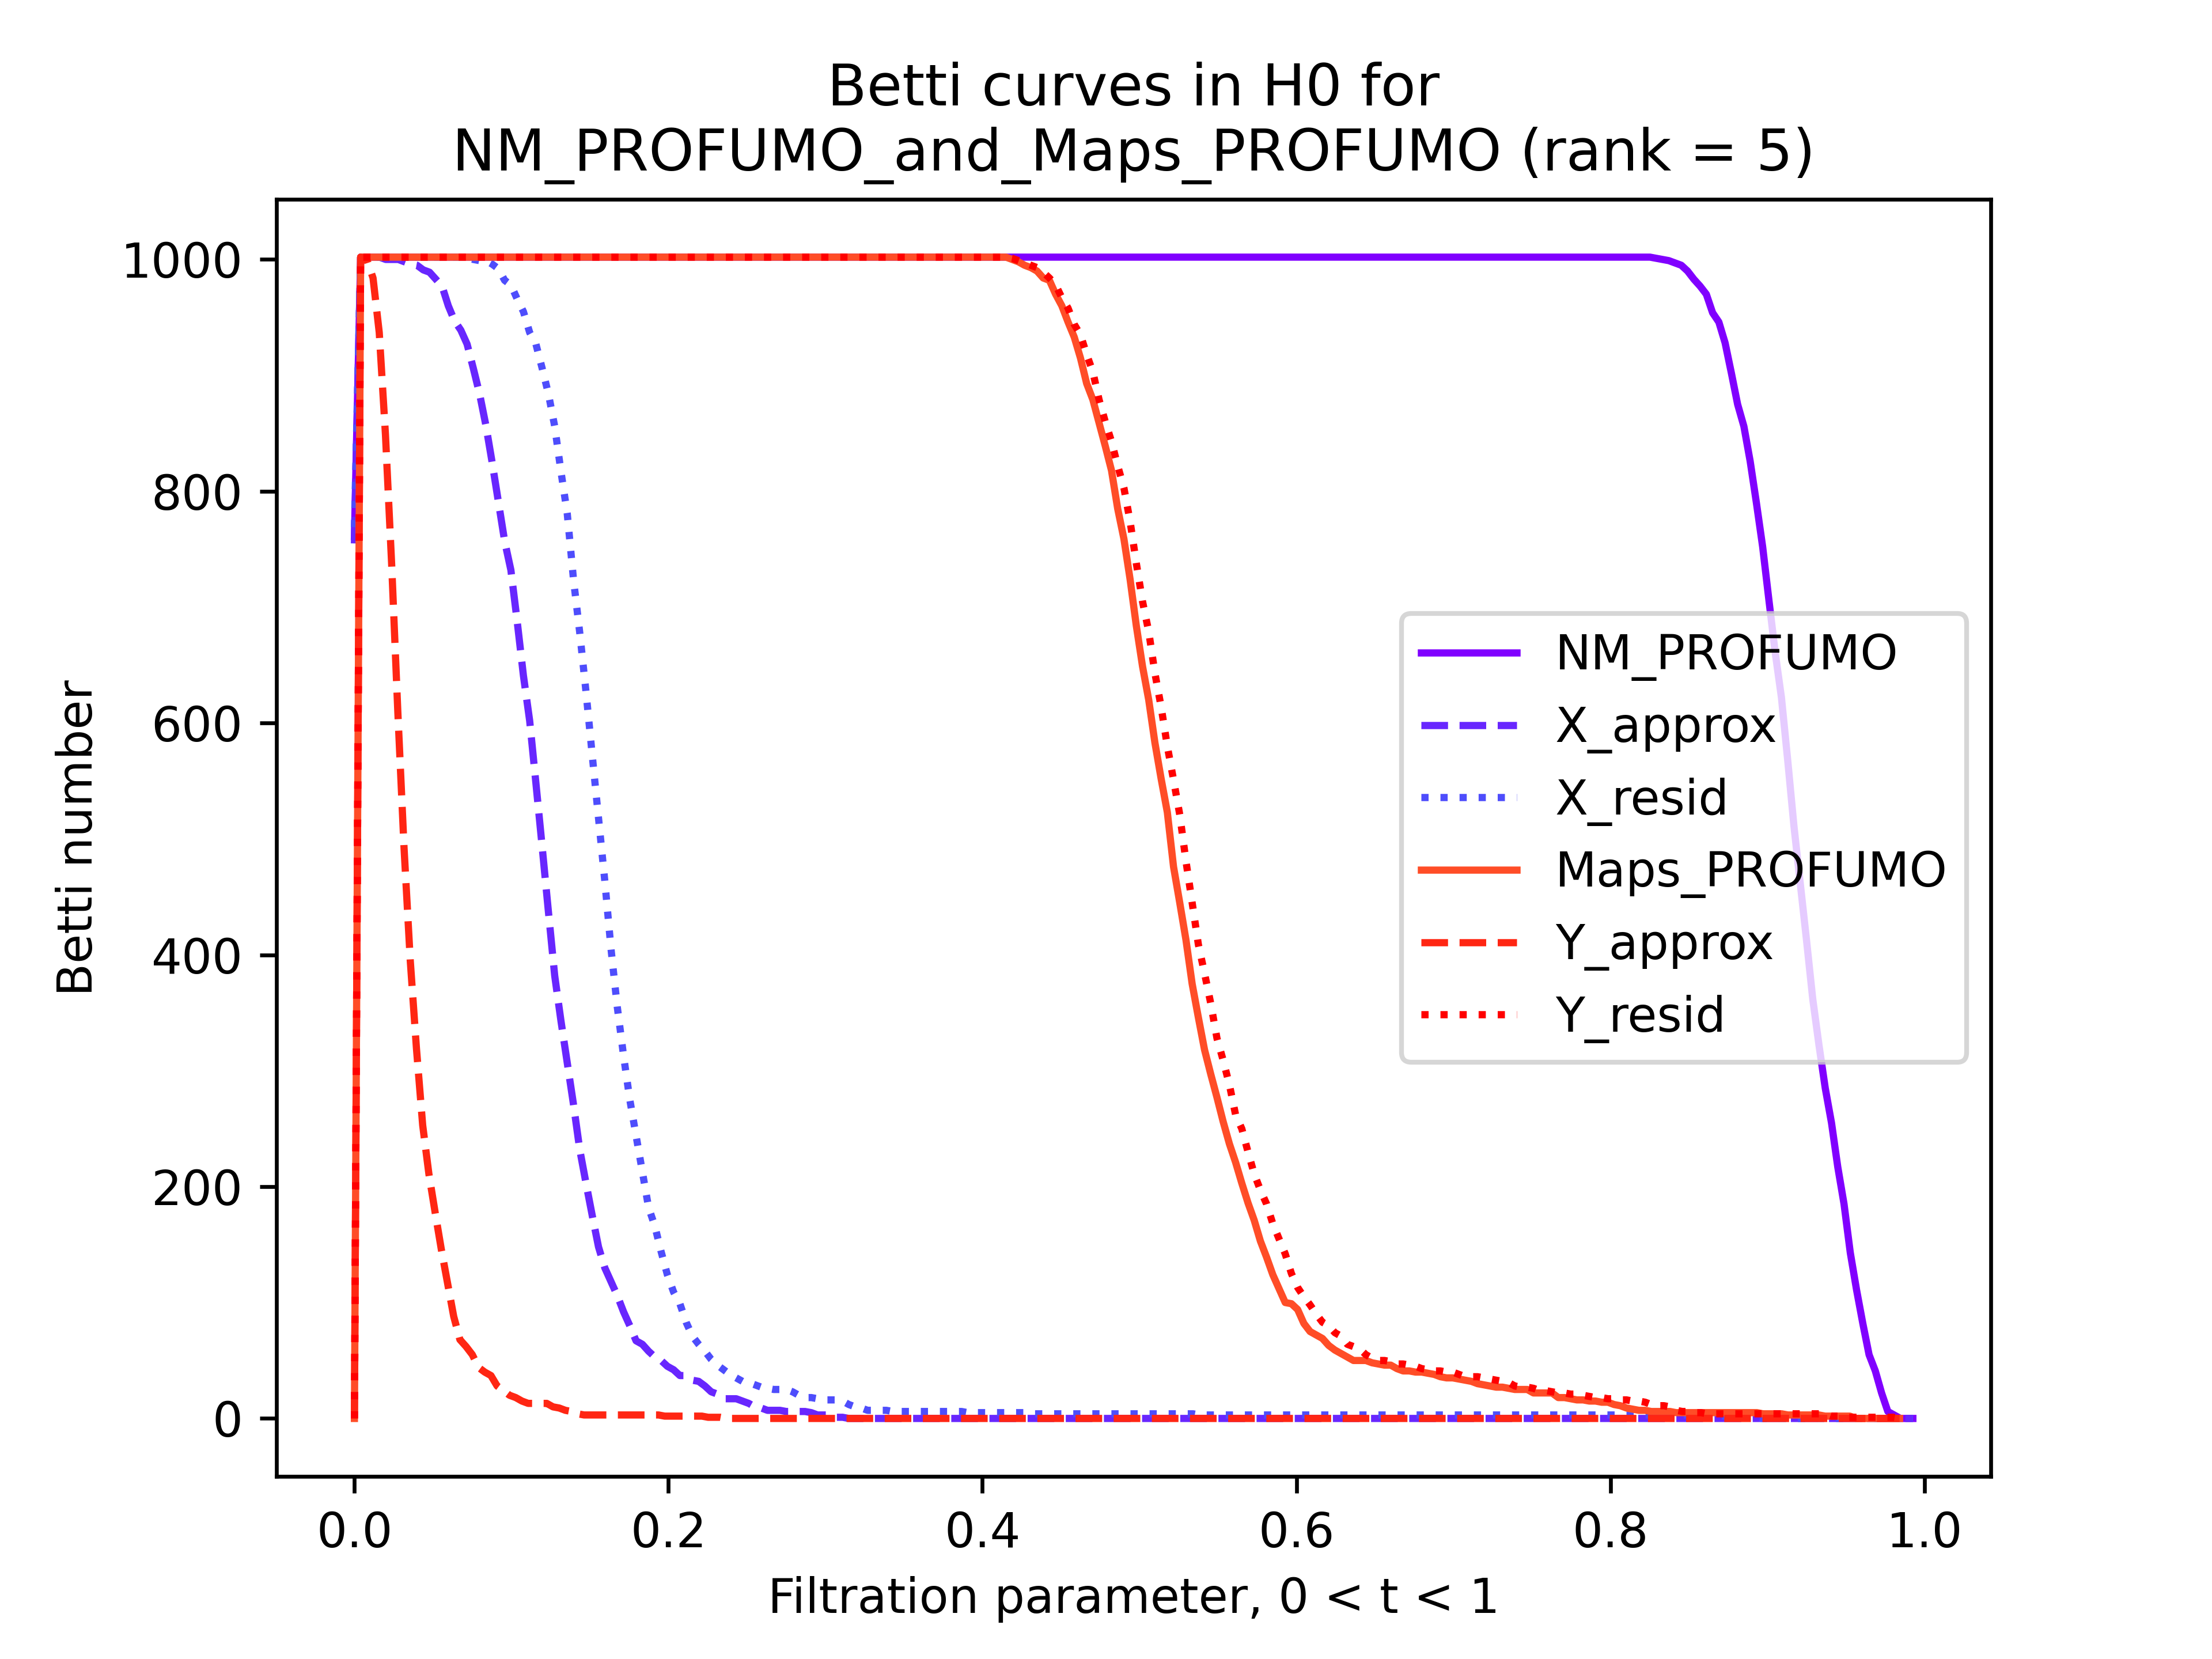 Betti curves in H0 for
NM_PROFUMO_and_Maps_PROFUMO (rank = 5)
Betti number
1000
800
600
400
200
0
NM_PROFUMO
X_approx
X_resid
Maps_PROFUMO
Y_approx
Y_resid
0.0 0.2 0.4 0.6 0.8 1.0
Filtration parameter, 0 < t < 1